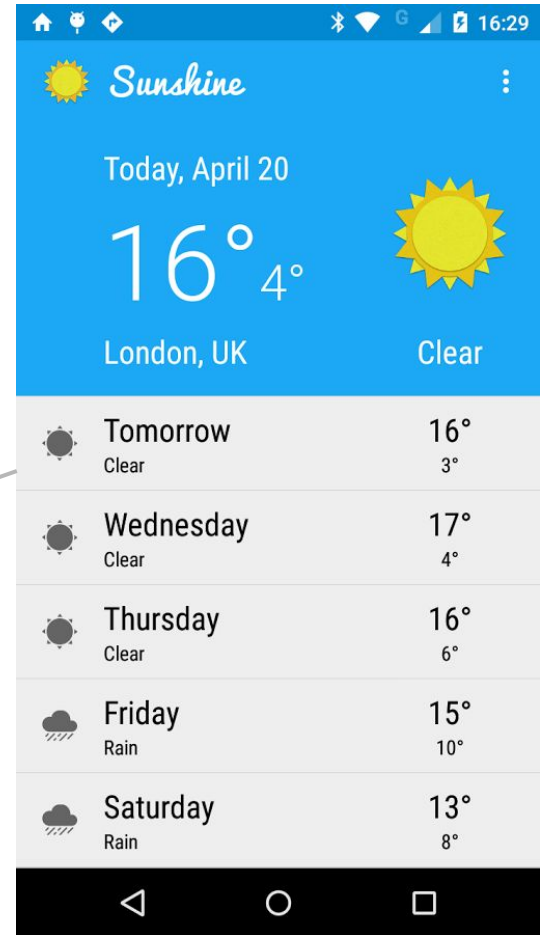 G 16:29
Sunshine
Today, April 20
16° 4°
London, UK
Clear
Tomorrow 16°
Clear 3°
Wednesday 17°
Clear 4°
Thursday 16°
Clear 6°
Friday 15°
Rain 10°
Saturday 13°
Rain 8°